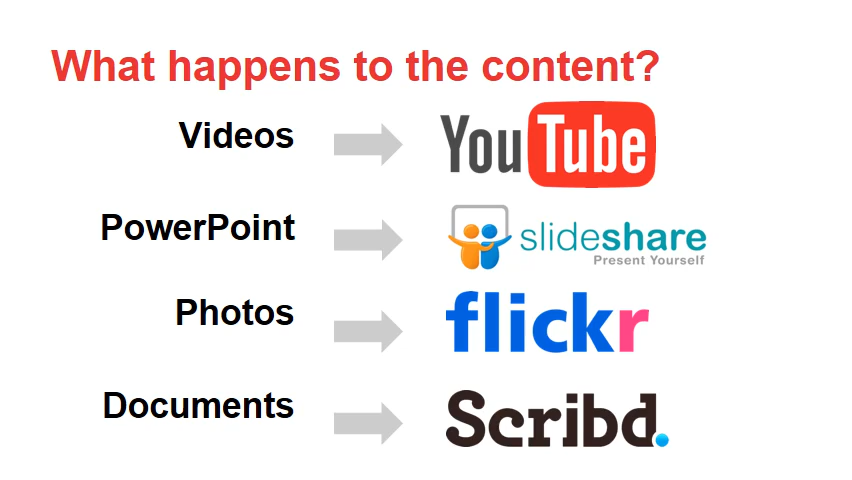 What happens to the content?
Videos
YouTube
PowerPoint
slideshare
Present Yourself
Photos
flickr
Documents
Scribd.